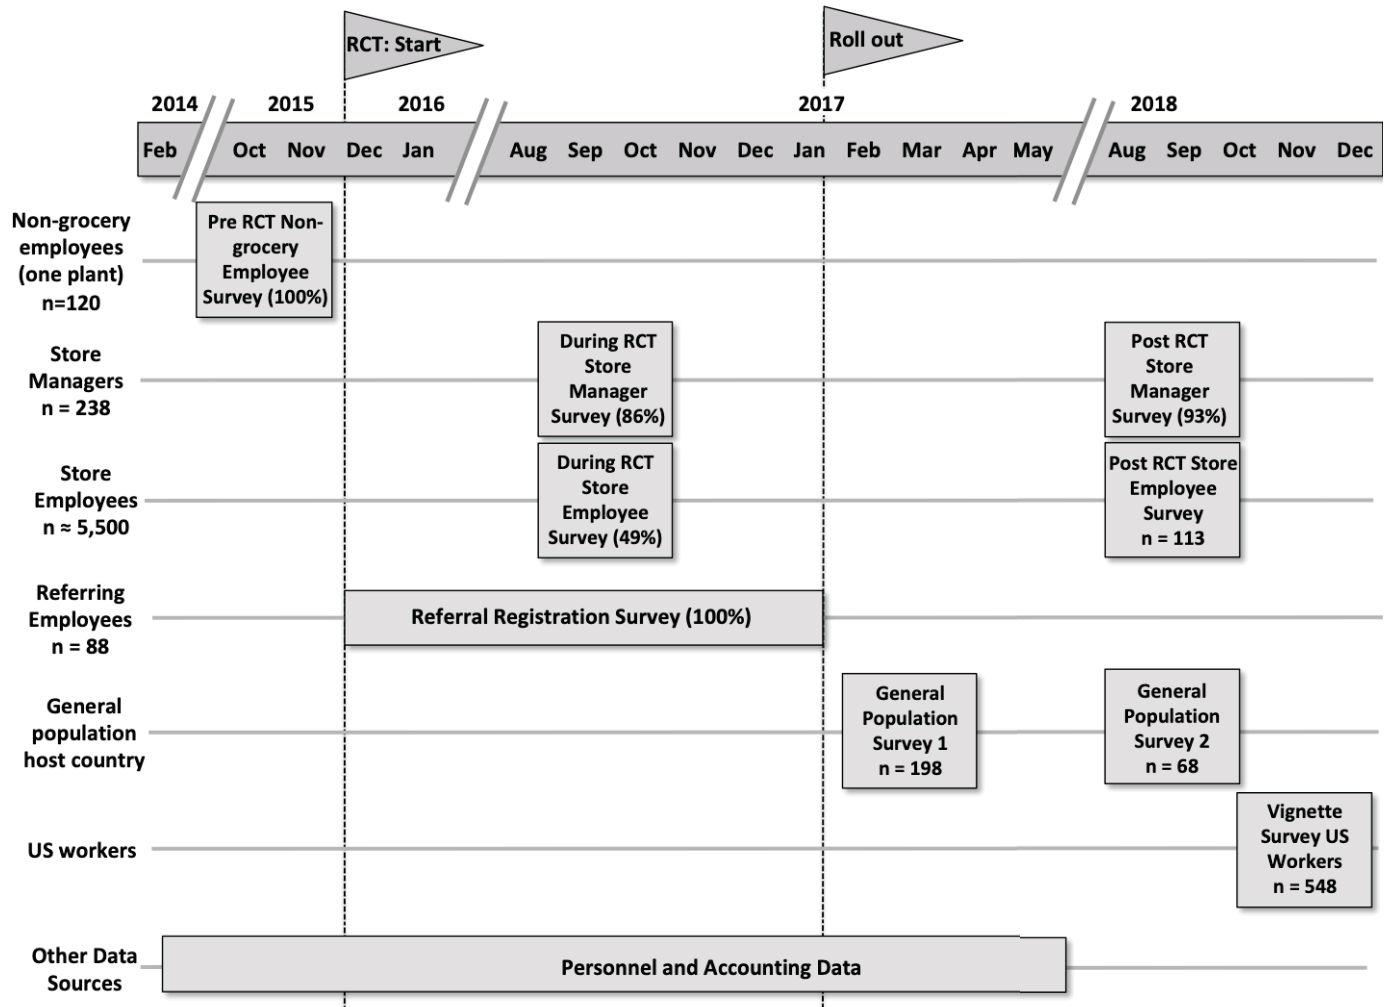 RCT: Start
Roll out
2014 2015 2016 2017 2018
Feb Oct Nov Dec Jan Aug Sep Oct Nov Dec Jan Feb Mar Apr May Aug Sep Oct Nov Dec
Non-grocery
employees
(one plant)
n=120
Pre RCT Non-
grocery
Employee
Survey (100%)
Store
Managers
n = 238
During RCT
Store
Manager
Survey (86%)
Post RCT
Store
Manager
Survey (93%)
Store
Employees
n ≈ 5,500
During RCT
Store
Employee
Survey (49%)
Post RCT Store
Employee
Survey
n = 113
Referring
Employees
n = 88
Referral Registration Survey (100%)
General
population
host country
General
Population
Survey 1
n = 198
General
Population
Survey 2
n = 68
US workers
Vignette
Survey US
Workers
n = 548
Other Data
Sources
Personnel and Accounting Data